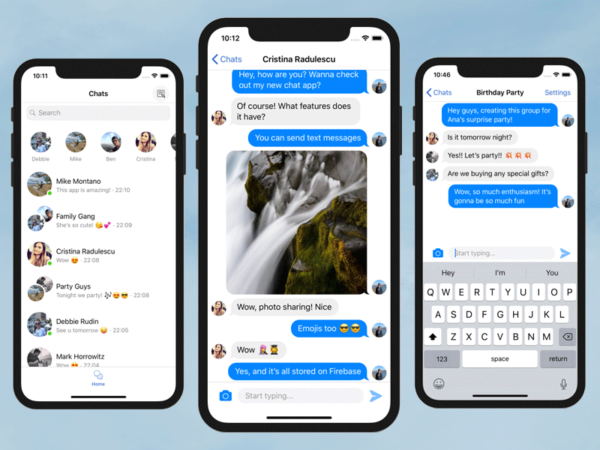 10:11
Chats
Search
Debbie
Mike
Ben
Cristina
R
Mike Montano
This app is amazing! · 22:10
Family Gang
She's so cute! 😘💕 · 22:09
Cristina Radulescu
Wow 😍 · 22:08
Party Guys
Tonight we party! 🎶😍😎 · 22:06
Debbie Rudin
See u tomorrow 😜 · 22:05
Mark Horrowitz
Wow 😍 · 22:04
Home
10:12
Chats
Cristina Radulescu
Hey, how are you? Wanna check
out my new chat app?
Of course! What features does
it have?
You can send text messages
Wow, photo sharing! Nice
Emojis too 😎😎
Wow
Yes, and it's all stored on Firebase
Start typing...
10:46
Chats
Birthday Party
Settings
Hey guys, creating this group for
Ana's surprise party!
Is it tomorrow night?
Yes!! Let's party!! 💥💥💥
Are we buying any special gifts?
Wow, so much enthusiasm! It's
gonna be so much fun
Start typing...
Hey
I'm
You
Q W E R T Y U I O P
A S D F G H J K L
Z X C V B N M
123
space
return